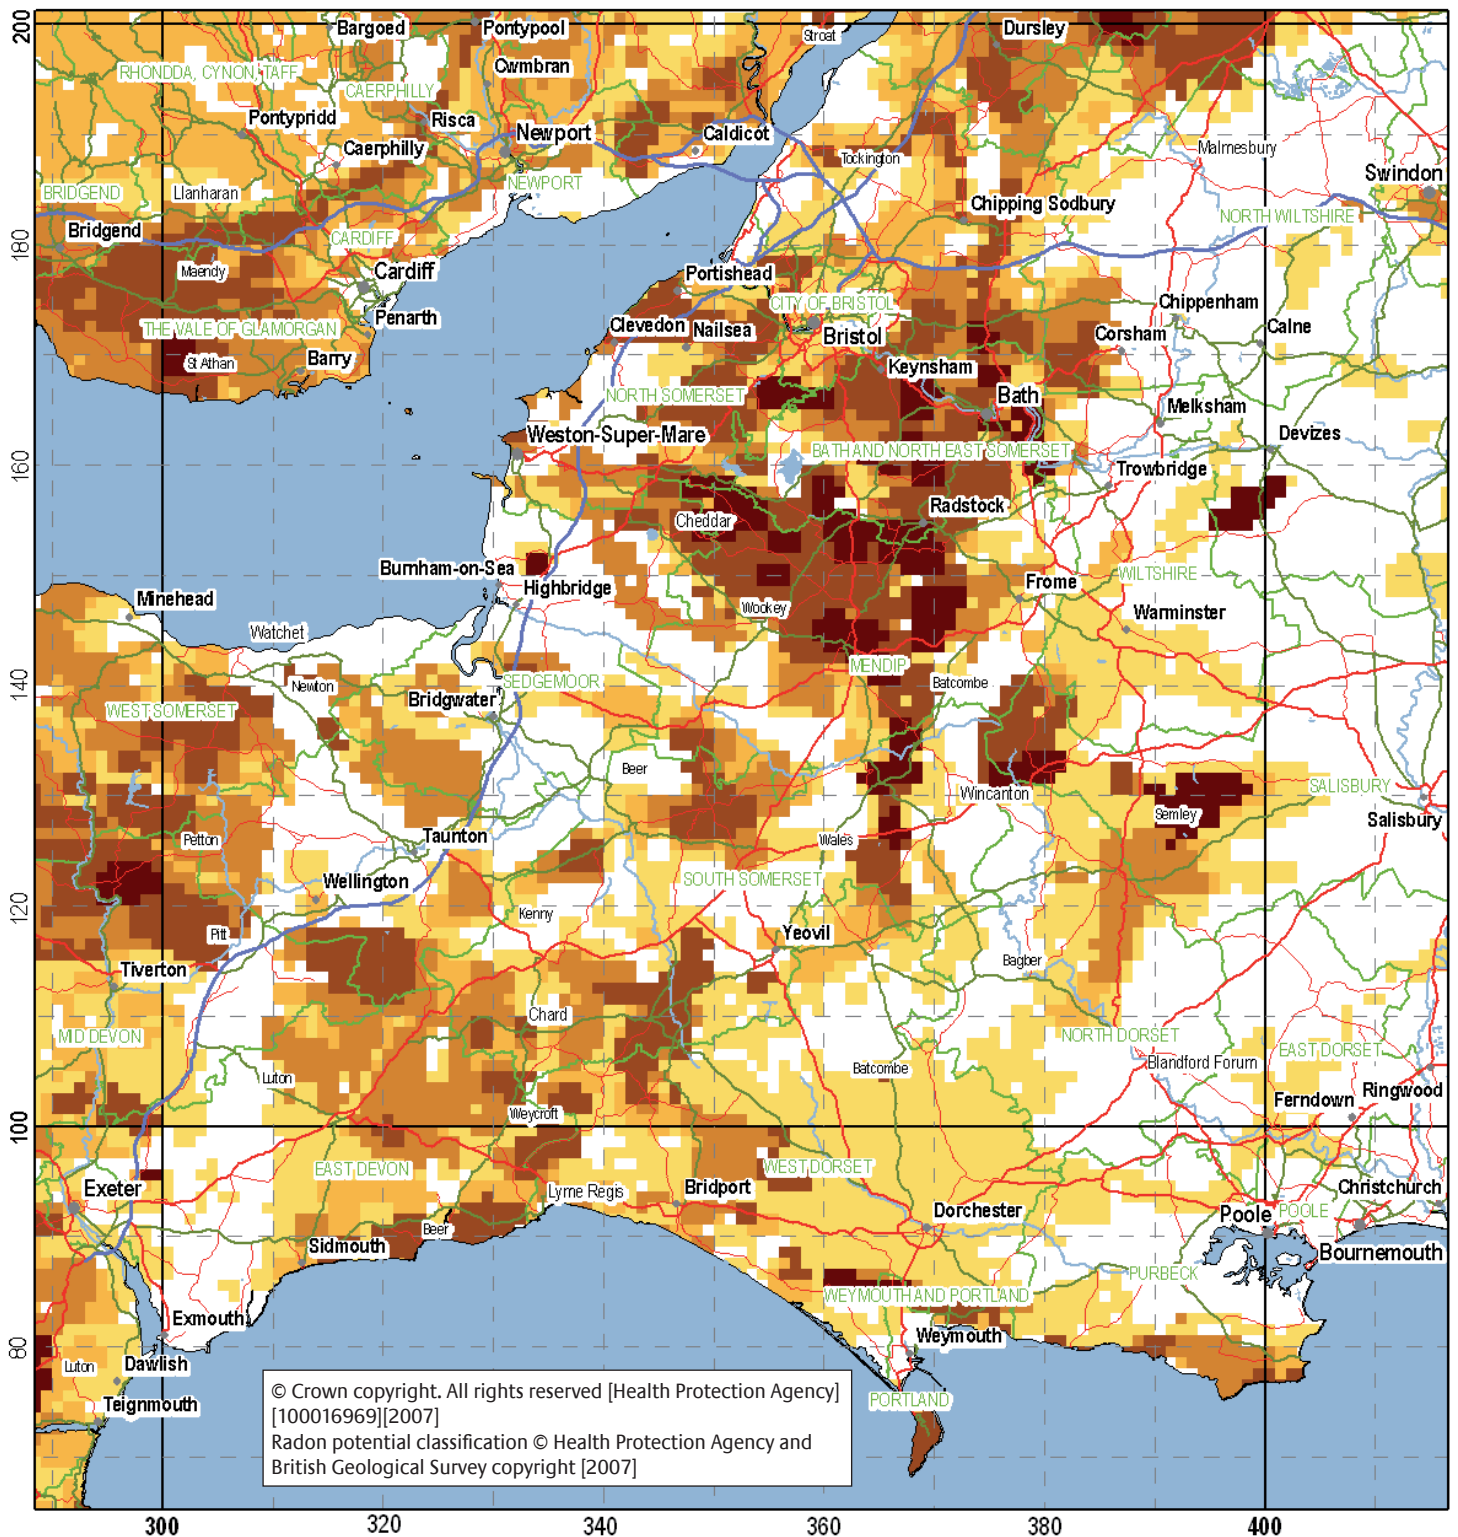 200
Bargoed
Pontypool
Stroat
Dursley
Cwmbran
RHONDDA, CYNON, TAFF
CAERPHILLY
Pontypridd
Risca
Newport
Caldicot
Caerphilly
Tockington
Malmesbury
Swindon
BRIDGEND
Llanharan
NEWPORT
Chipping Sodbury
NORTH WILTSHIRE
Bridgend
CARDIFF
180
Maendy
Cardiff
Portishead
CITY OF BRISTOL
Chippenham
THE VALE OF GLAMORGAN
Penarth
Clevedon
Nailsea
Bristol
Corsham
Calne
St Athan
Barry
Keynsham
NORTH SOMERSET
Bath
Melksham
Weston-Super-Mare
Devizes
BATH AND NORTH EAST SOMERSET
160
Trowbridge
Radstock
Cheddar
Burnham-on-Sea
WILTSHIRE
Highbridge
Frome
Minehead
Wookey
Warminster
Watchet
MENDIP
140
Newton
SEDGEMOOR
Batcombe
Bridgwater
WEST SOMERSET
Beer
Wincanton
SALISBURY
Semley
Salisbury
Petton
Taunton
Wales
Wellington
SOUTH SOMERSET
120
Kenny
Pitt
Yeovil
Tiverton
Bagber
Chard
MID DEVON
NORTH DORSET
EAST DORSET
Luton
Batcombe
Blandford Forum
Ringwood
Ferndown
Weycroft
100
EAST DEVON
WEST DORSET
Exeter
Lyme Regis
Bridport
Christchurch
Dorchester
Poole
POOLE
Beer
Sidmouth
Bournemouth
PURBECK
WEYMOUTH AND PORTLAND
Exmouth
Weymouth
80
Luton
Dawlish
Teignmouth
PORTLAND
© Crown copyright. All rights reserved [Health Protection Agency]
[100016969][2007]
Radon potential classification © Health Protection Agency and
British Geological Survey copyright [2007]
300
320
340
360
380
400